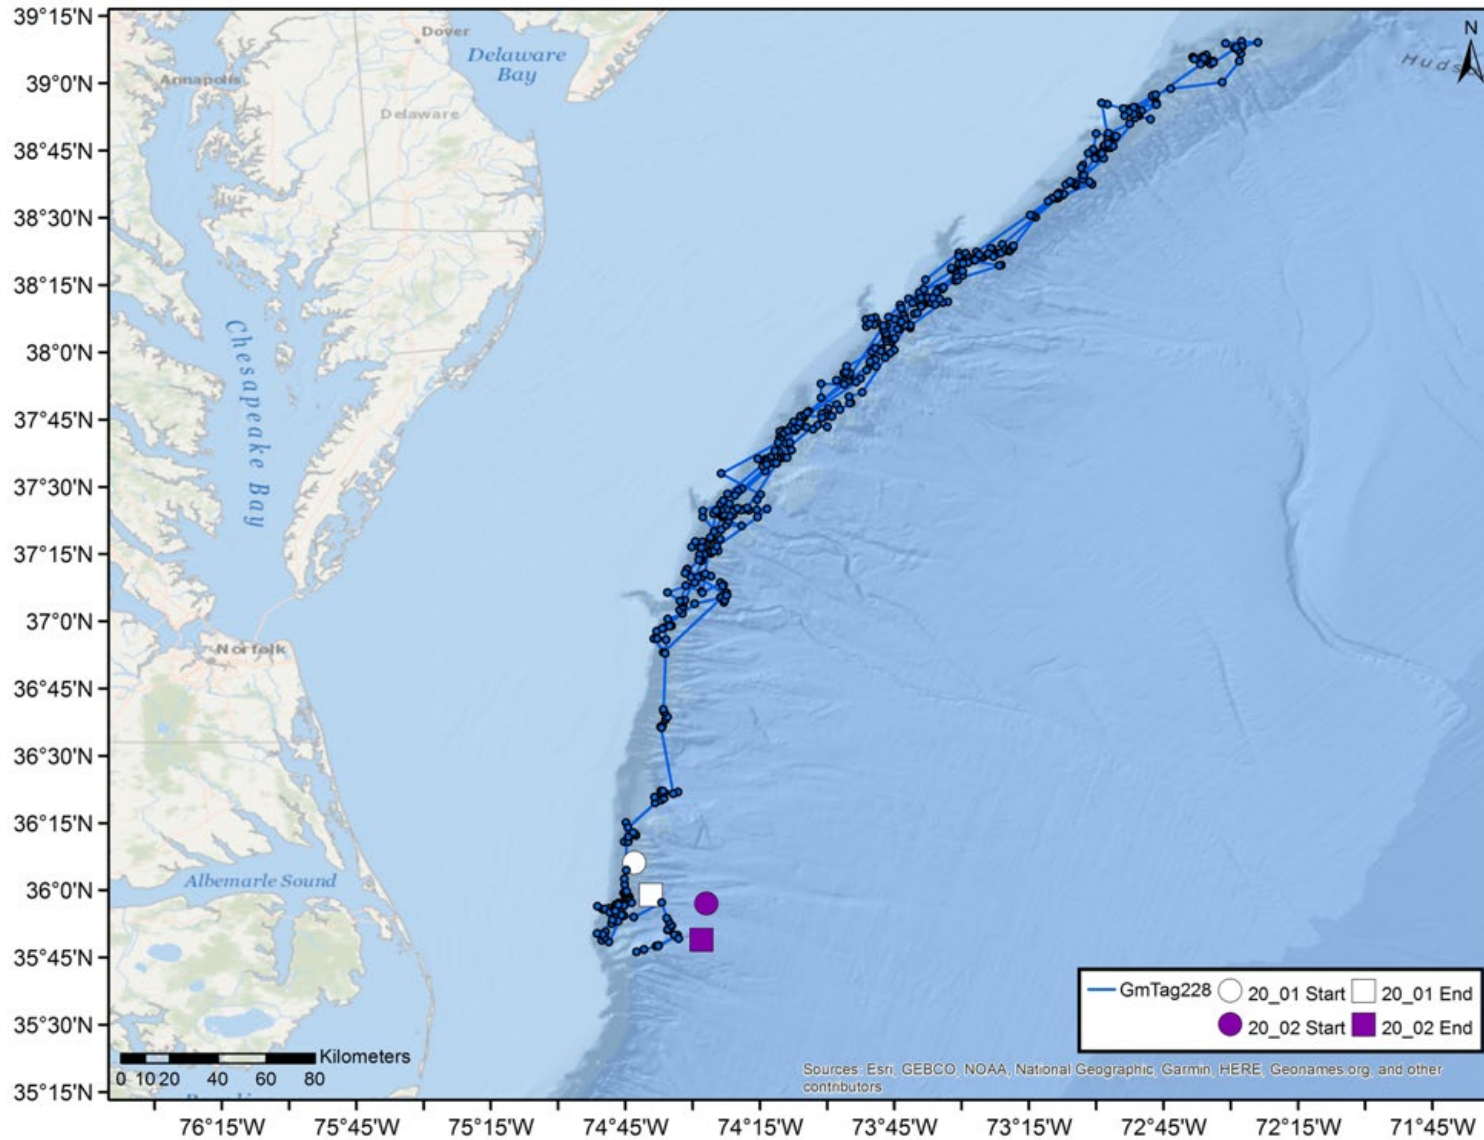 39°15'N
39°0'N
38°45'N
38°30'N
38°15'N
38°0'N
37°45'N
37°30'N
37°15'N
37°0'N
36°45'N
36°30'N
36°15'N
36°0'N
35°45'N
35°30'N
35°15'N
Dover
Delaware
Bay
Annapolis
Delaware
N
Chesapeake Bay
Norfolk
Albemarle Sound
Kilometers
0 10 20 40 60 80
GmTag228 20_01 Start 20_01 End
20_02 Start 20_02 End
Sources: Esri, GEBCO, NOAA, National Geographic, Garmin, HERE, Geonames.org, and other
contributors
76°15'W 75°45'W 75°15'W 74°45'W 74°15'W 73°45'W 73°15'W 72°45'W 72°15'W 71°45'W